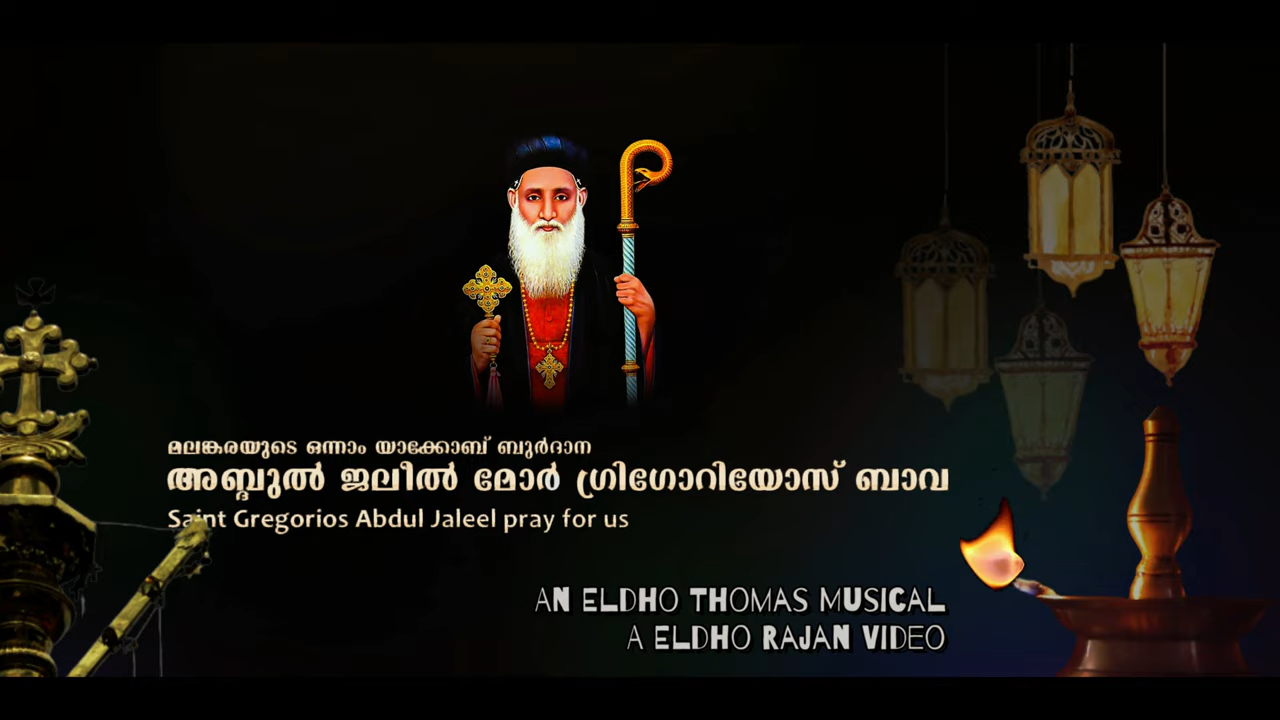 മലങ്കരയുടെ ഒന്നാം യാക്കോബ് ബുർദാന
അബ്ദുൽ ജലീൽ മോർ ഗ്രിഗോറിയോസ് ബാവ
Saint Gregorios Abdul Jaleel pray for us
AN ELDHO THOMAS MUSICAL
A ELDHO RAJAN VIDEO